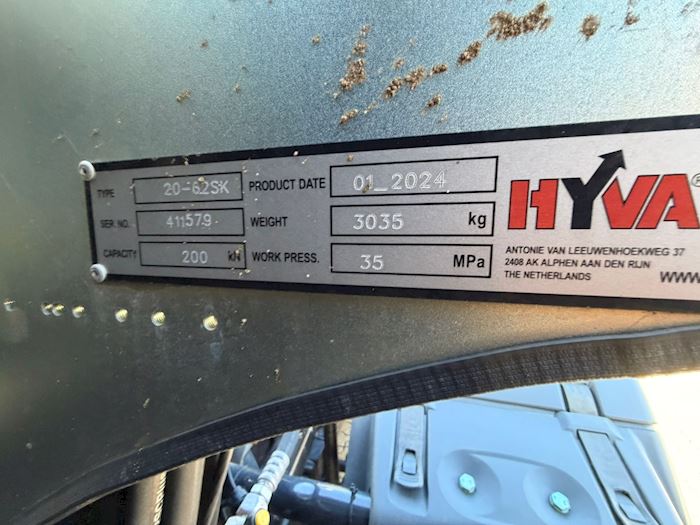 TYPE 20-62SK PRODUCT DATE 01_2024
SER. NO. 411579 WEIGHT 3035 kg
CAPACITY 200 kN WORK PRESS. 35 MPa
HYVA®
ANTONIE VAN LEEUWENHOEKWEG 37
2408 AK ALPHEN AAN DEN RIJN
THE NETHERLANDS
www.